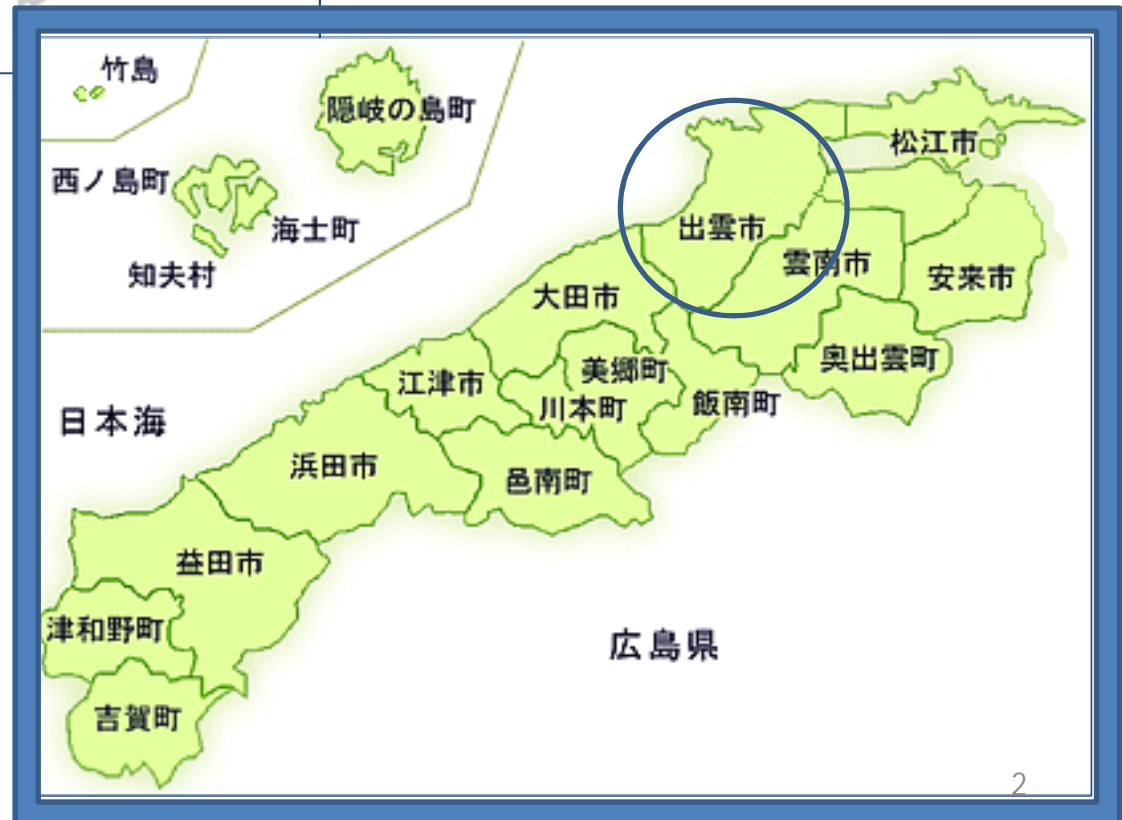 竹島
隠岐の島町
松江市
西ノ島町
海士町
出雲市
知夫村
雲南市
安来市
大田市
奥出雲町
美郷町
江津市
川本町
飯南町
日本海
浜田市
邑南町
益田市
津和野町
広島県
吉賀町
2